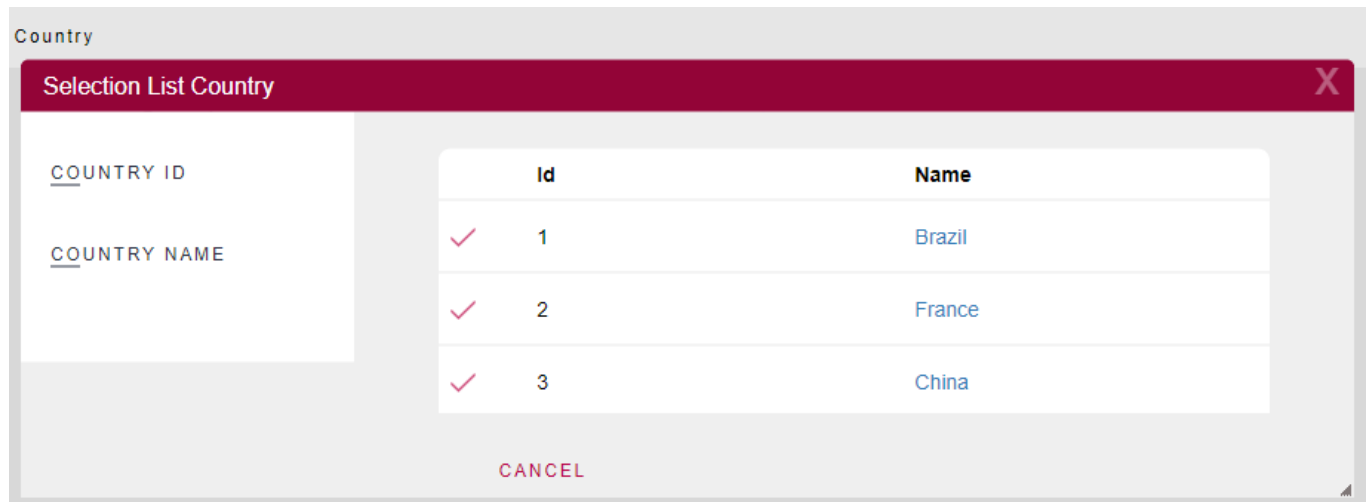 Country
Selection List Country X
COUNTRY ID
COUNTRY NAME
Id Name
1 Brazil
2 France
3 China
CANCEL